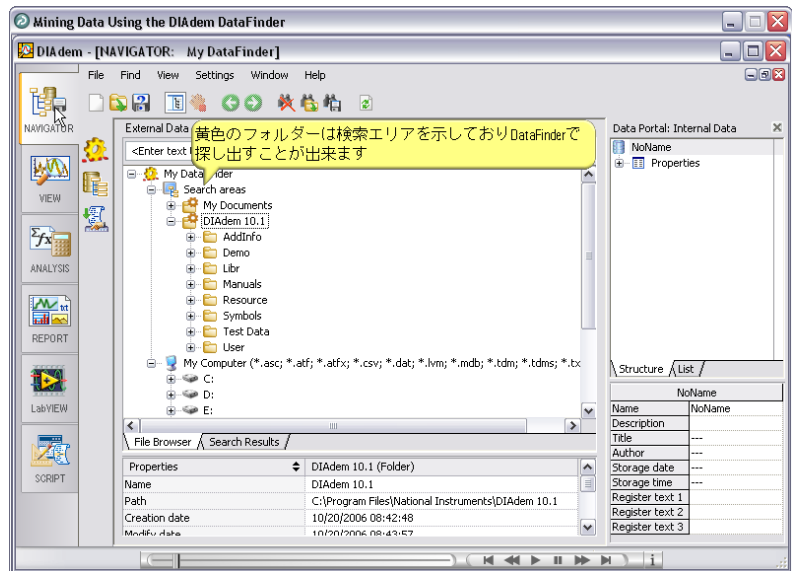 Mining Data Using the DIAdem DataFinder
DIAdem - [NAVIGATOR: My DataFinder]
File Find View Settings Window Help
NAVIGATOR
VIEW
ANALYSIS
REPORT
LabVIEW
SCRIPT
External Data
<Enter text
黄色のフォルダーは検索エリアを示しておりDataFinderで
探し出すことが出来ます
My DataFinder
Search areas
My Documents
DIAdem 10.1
AddInfo
Demo
Libr
Manuals
Resource
Symbols
Test Data
User
My Computer (*.asc; *.atf; *.atfx; *.csv; *.dat; *.lvm; *.mdb; *.tdm; *.tdms; *.tx
C:
D:
E:
File Browser Search Results
Properties DIAdem 10.1 (Folder)
Name DIAdem 10.1
Path C:\Program Files\National Instruments\DIAdem 10.1
Creation date 10/20/2006 08:42:48
Modify date 10/20/2006 08:43:57
Data Portal: Internal Data
NoName
Properties
Structure List
NoName
Name NoName
Description
Title ---
Author ---
Storage date ---
Storage time ---
Register text 1
Register text 2
Register text 3